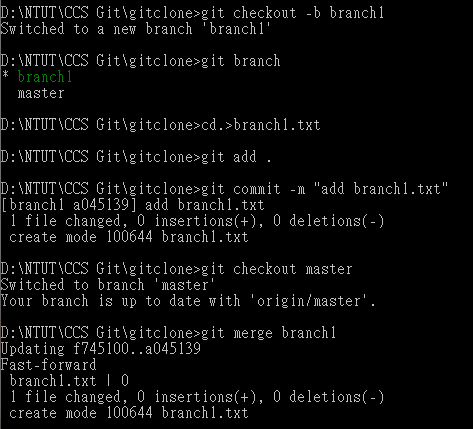 D:\NTUT\CCS Git\gitclone>git checkout -b branch1
Switched to a new branch 'branch1'
D:\NTUT\CCS Git\gitclone>git branch
* branch1
master
D:\NTUT\CCS Git\gitclone>cd.>branch1.txt
D:\NTUT\CCS Git\gitclone>git add .
D:\NTUT\CCS Git\gitclone>git commit -m "add branch1.txt"
[branch1 a045139] add branch1.txt
1 file changed, 0 insertions(+), 0 deletions(-)
create mode 100644 branch1.txt
D:\NTUT\CCS Git\gitclone>git checkout master
Switched to branch 'master'
Your branch is up to date with 'origin/master'.
D:\NTUT\CCS Git\gitclone>git merge branch1
Updating f745100..a045139
Fast-forward
branch1.txt | 0
1 file changed, 0 insertions(+), 0 deletions(-)
create mode 100644 branch1.txt